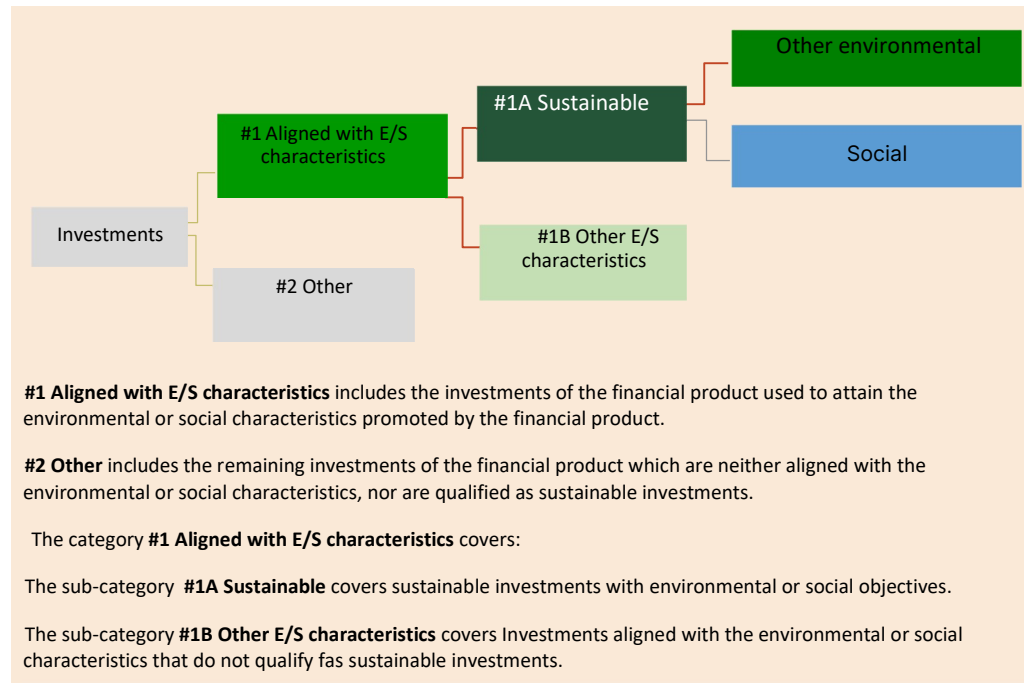 Other environmental
#1A Sustainable
#1 Aligned with E/S
characteristics
Social
Investments
#1B Other E/S
characteristics
#2 Other
#1 Aligned with E/S characteristics includes the investments of the financial product used to attain the
environmental or social characteristics promoted by the financial product.
#2 Other includes the remaining investments of the financial product which are neither aligned with the
environmental or social characteristics, nor are qualified as sustainable investments.
The category #1 Aligned with E/S characteristics covers:
The sub-category #1A Sustainable covers sustainable investments with environmental or social objectives.
The sub-category #1B Other E/S characteristics covers Investments aligned with the environmental or social
characteristics that do not qualify fas sustainable investments.